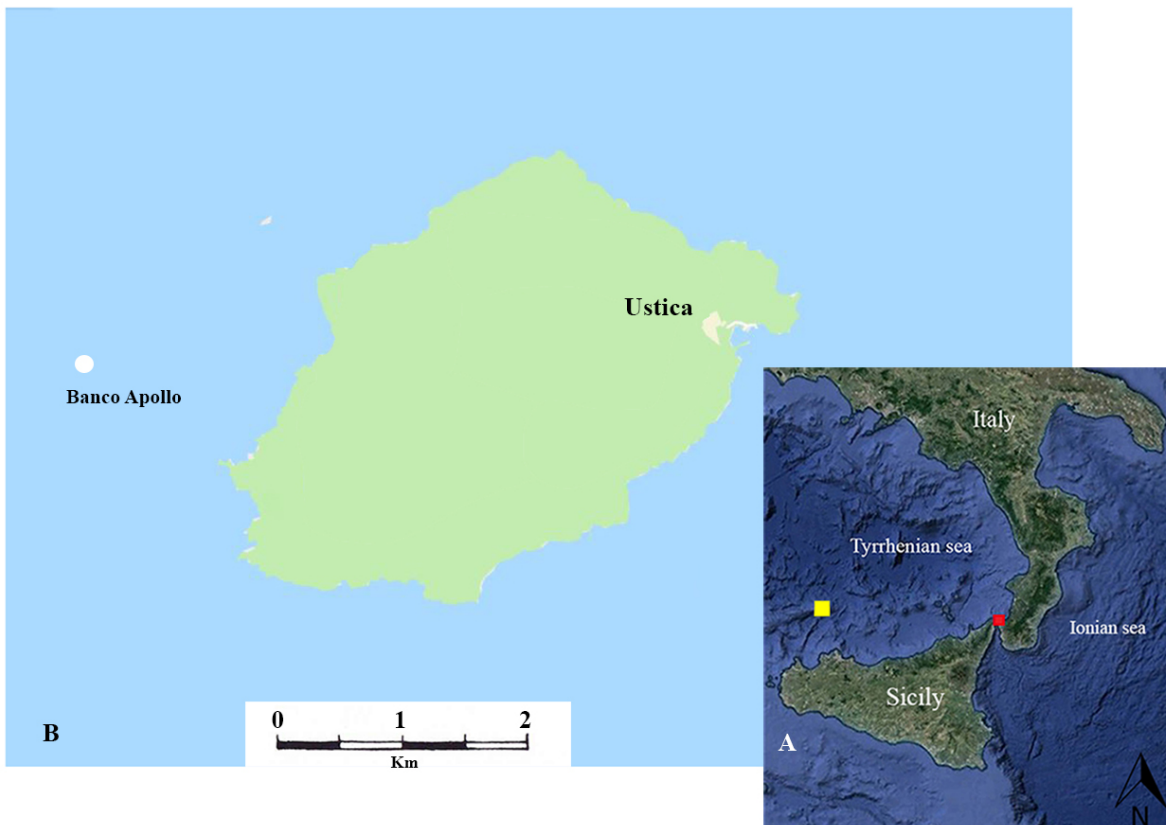 Ustica
Banco Apollo
B
0 1 2
Km
Italy
Tyrrhenian sea
Ionian sea
Sicily
A
N